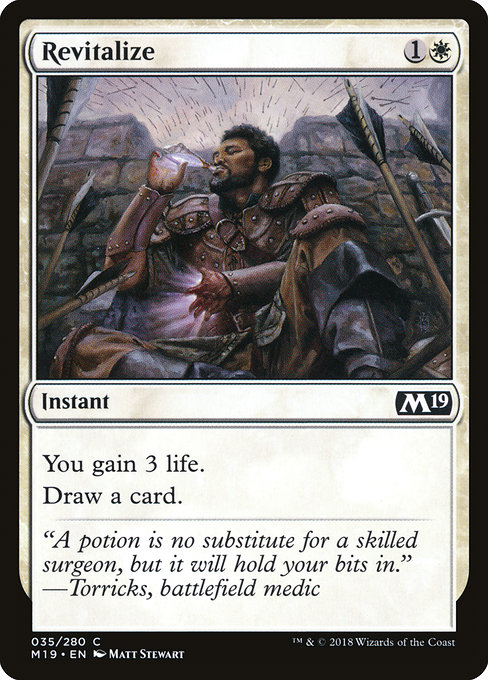 Revitalize 1
Instant M19
You gain 3 life.
Draw a card.
“A potion is no substitute for a skilled
surgeon, but it will hold your bits in.”
—Torricks, battlefield medic
035/280 C
™ & © 2018 Wizards of the Coast
M19 • EN Matt Stewart